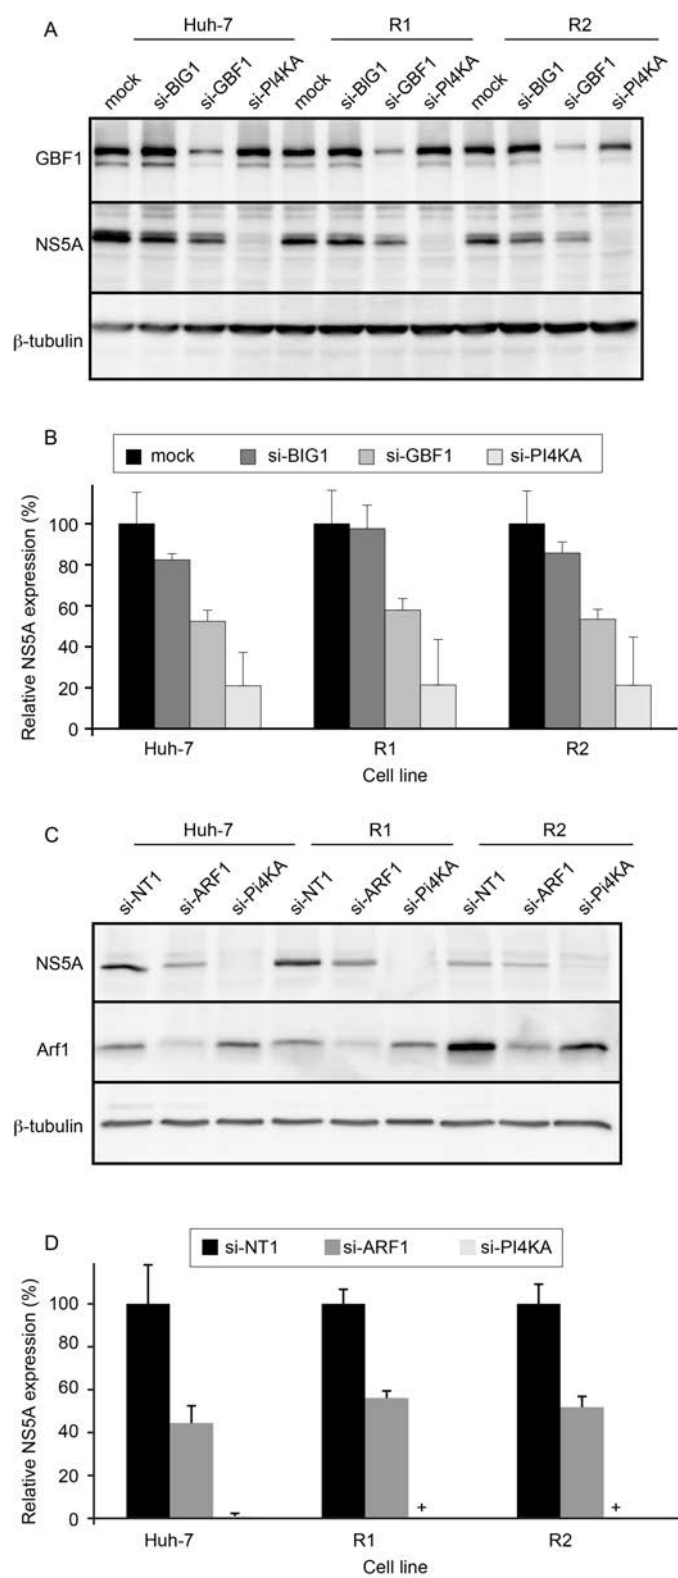 A
Huh-7 R1 R2
mock si-BIG1 si-GBF1 si-PI4KA mock si-BIG1 si-GBF1 si-PI4KA mock si-BIG1 si-GBF1 si-PI4KA
GBF1
NS5A
β-tubulin
B
mock si-BIG1 si-GBF1 si-PI4KA
Relative NS5A expression (%)
100
80
60
40
20
0
Huh-7 R1 R2
Cell line
C
Huh-7 R1 R2
si-NT1 si-ARF1 si-Pi4KA si-NT1 si-ARF1 si-Pi4KA si-NT1 si-ARF1 si-Pi4KA
NS5A
Arf1
β-tubulin
D
si-NT1 si-ARF1 si-PI4KA
Relative NS5A expression (%)
100
80
60
40
20
0
+ +
Huh-7 R1 R2
Cell line